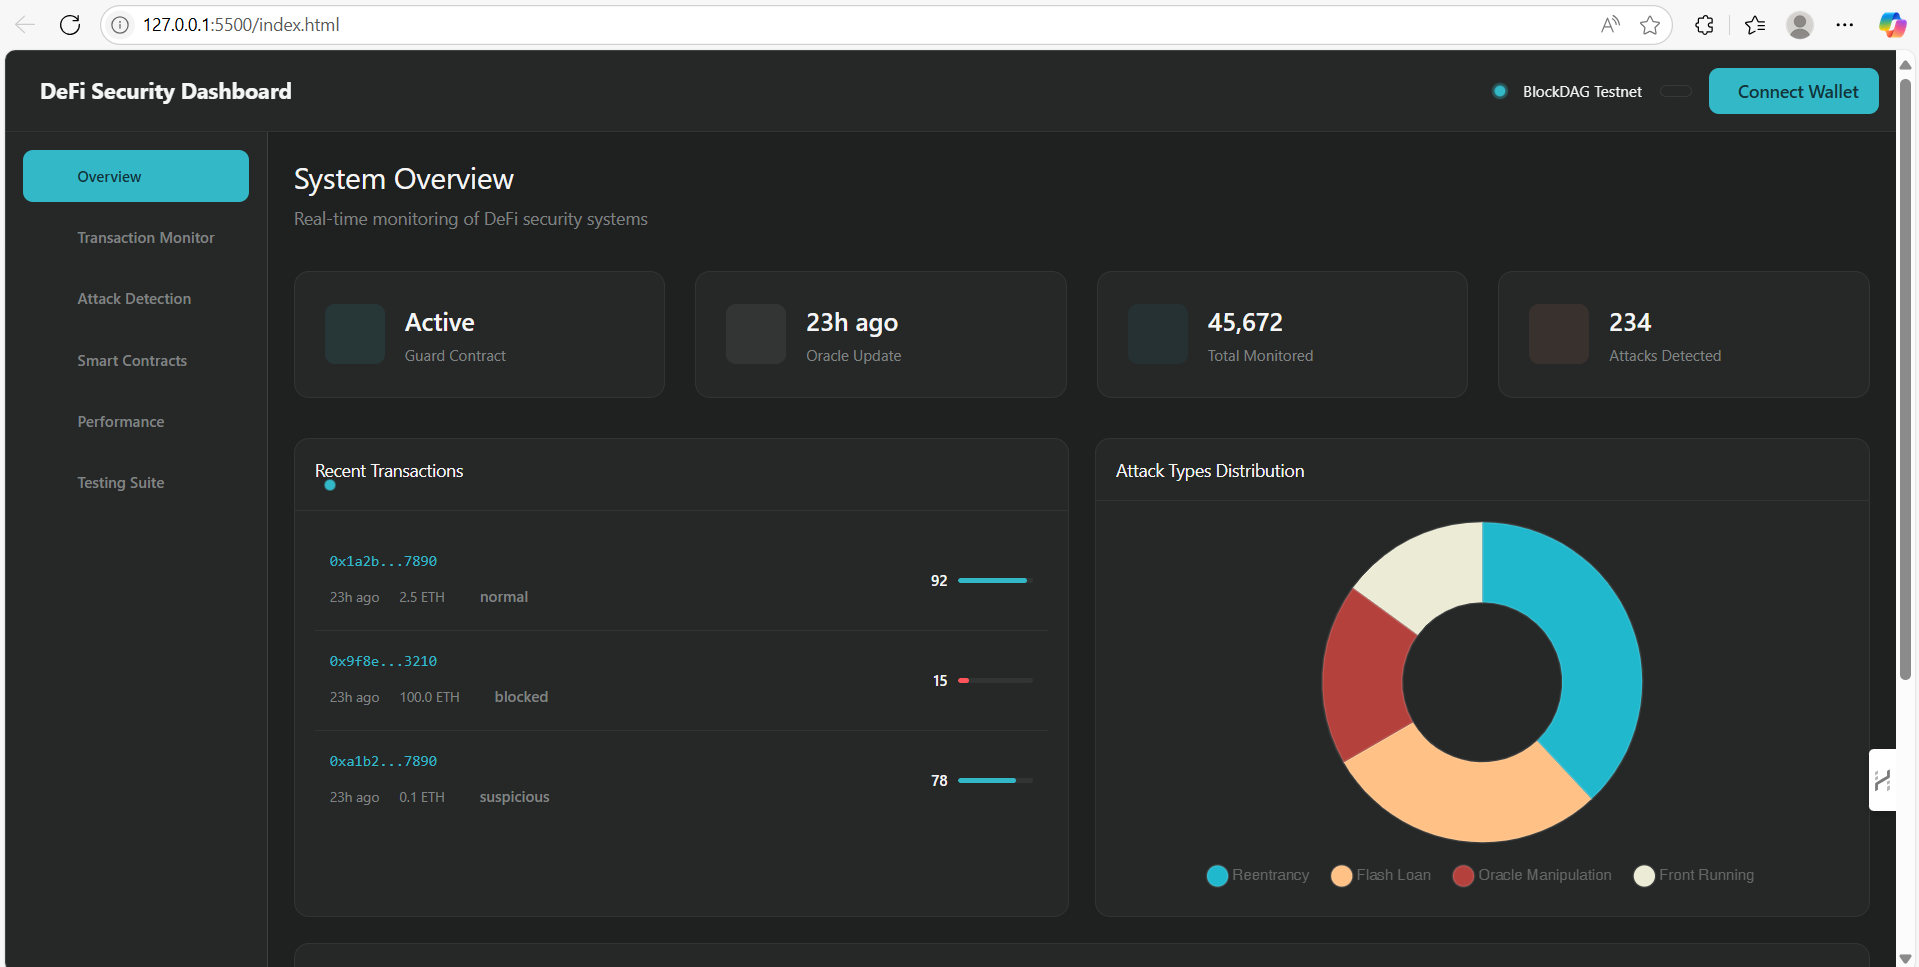 127.0.0.1:5500/index.html
DeFi Security Dashboard
BlockDAG Testnet
Connect Wallet
Overview
Transaction Monitor
Attack Detection
Smart Contracts
Performance
Testing Suite
System Overview
Real-time monitoring of DeFi security systems
Active
Guard Contract
23h ago
Oracle Update
45,672
Total Monitored
234
Attacks Detected
Recent Transactions
0x1a2b...7890
23h ago 2.5 ETH normal
92
0x9f8e...3210
23h ago 100.0 ETH blocked
15
0xa1b2...7890
23h ago 0.1 ETH suspicious
78
Attack Types Distribution
Reentrancy Flash Loan Oracle Manipulation Front Running